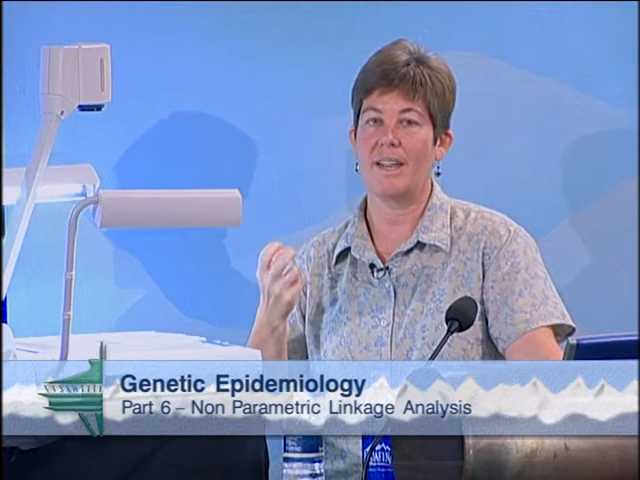 Genetic Epidemiology
Part 6 – Non Parametric Linkage Analysis